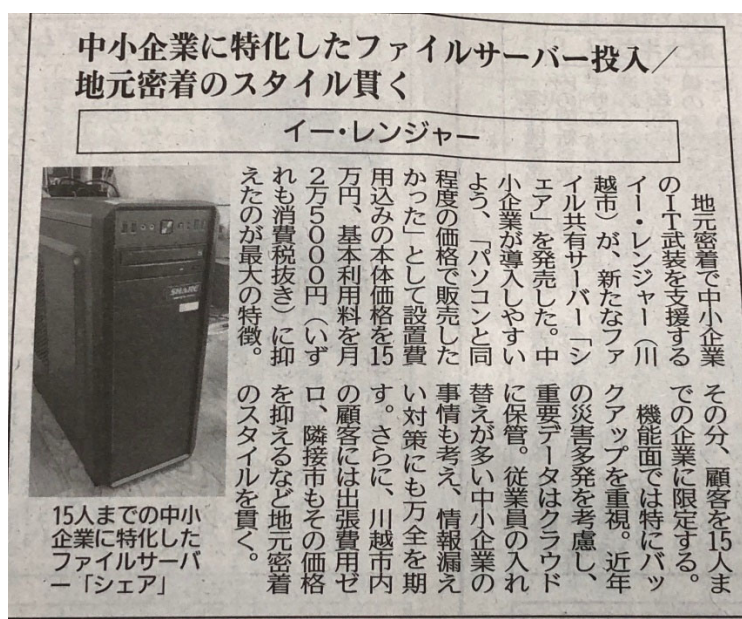 中小企業に特化したファイルサーバー投入／
地元密着のスタイル貫く
イー・レンジャー
地元密着で中小企業
のIT武装を支援する
イー・レンジャー（川
越市）が、新たなファ
イル共有サーバー「シ
ェア」を発売した。中
小企業が導入しやすい
よう、「パソコンと同
程度の価格で販売した
かった」として設置費
用込みの本体価格を15
万円、基本利用料を月
2万5000円（いず
れも消費税抜き）に抑
えたのが最大の特徴。
その分、顧客を15人ま
での企業に限定する。
機能面では特にバッ
クアップを重視。近年
の災害多発を考慮し、
重要データはクラウド
に保管。従業員の入れ
替えが多い中小企業の
事情も考え、情報漏え
い対策にも万全を期
す。さらに、川越市内
の顧客には出張費用ゼ
ロ、隣接市もその価格
を抑えるなど地元密着
のスタイルを貫く。
SHARE
15人までの中小
企業に特化した
ファイルサーバ
ー「シェア」